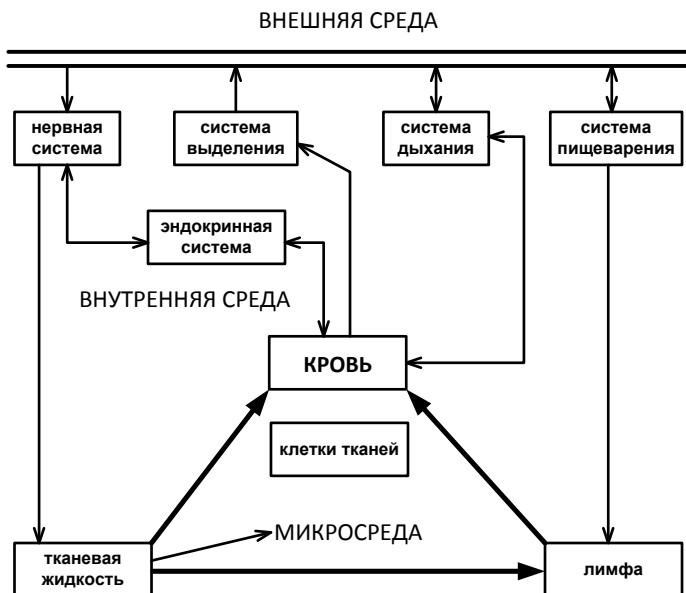 ВНЕШНЯЯ СРЕДА
нервная
система
система
выделения
система
дыхания
система
пищеварения
эндокринная
система
ВНУТРЕННЯЯ СРЕДА
КРОВЬ
клетки тканей
МИКРОСРЕДА
тканевая
жидкость
лимфа